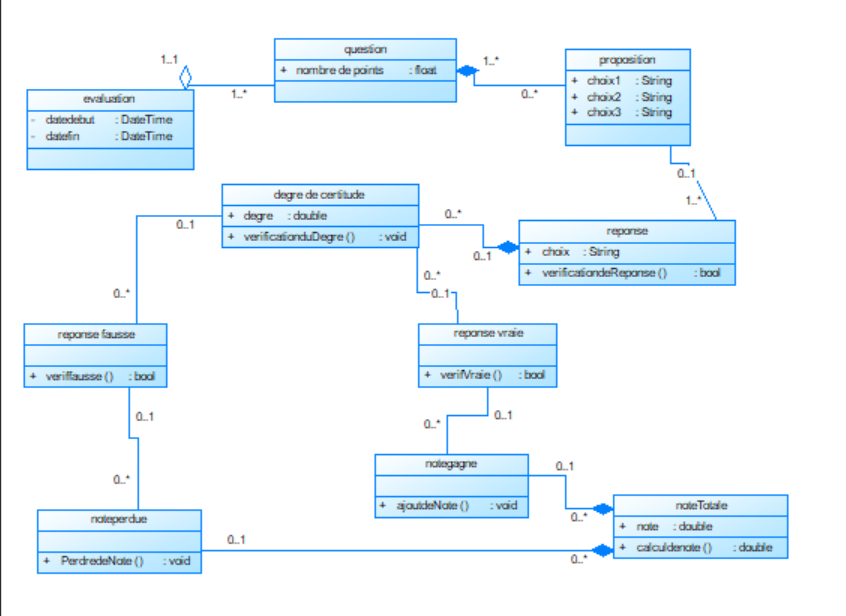 question
+ nombre de points : float
1..1
1..*
1..*
0..*
evaluation
- datedebut : DateTime
- datefin : DateTime
proposition
+ choix1 : String
+ choix2 : String
+ choix3 : String
0..1
1..*
degre de certitude
+ degre : double
+ verificationduDegre () : void
0..1
0..*
0..*
0..1
reponse
+ choix : String
+ verificationdeReponse () : bool
0..*
0..1
reponse fausse
+ veriffausse () : bool
reponse vraie
+ verifVraie () : bool
0..1
0..*
0..1
0..*
notegagne
+ ajoutdeNote () : void
0..1
0..*
noteTotale
+ note : double
+ calculdenote () : double
noteperdue
+ PerdredeNote () : void
0..1
0..*